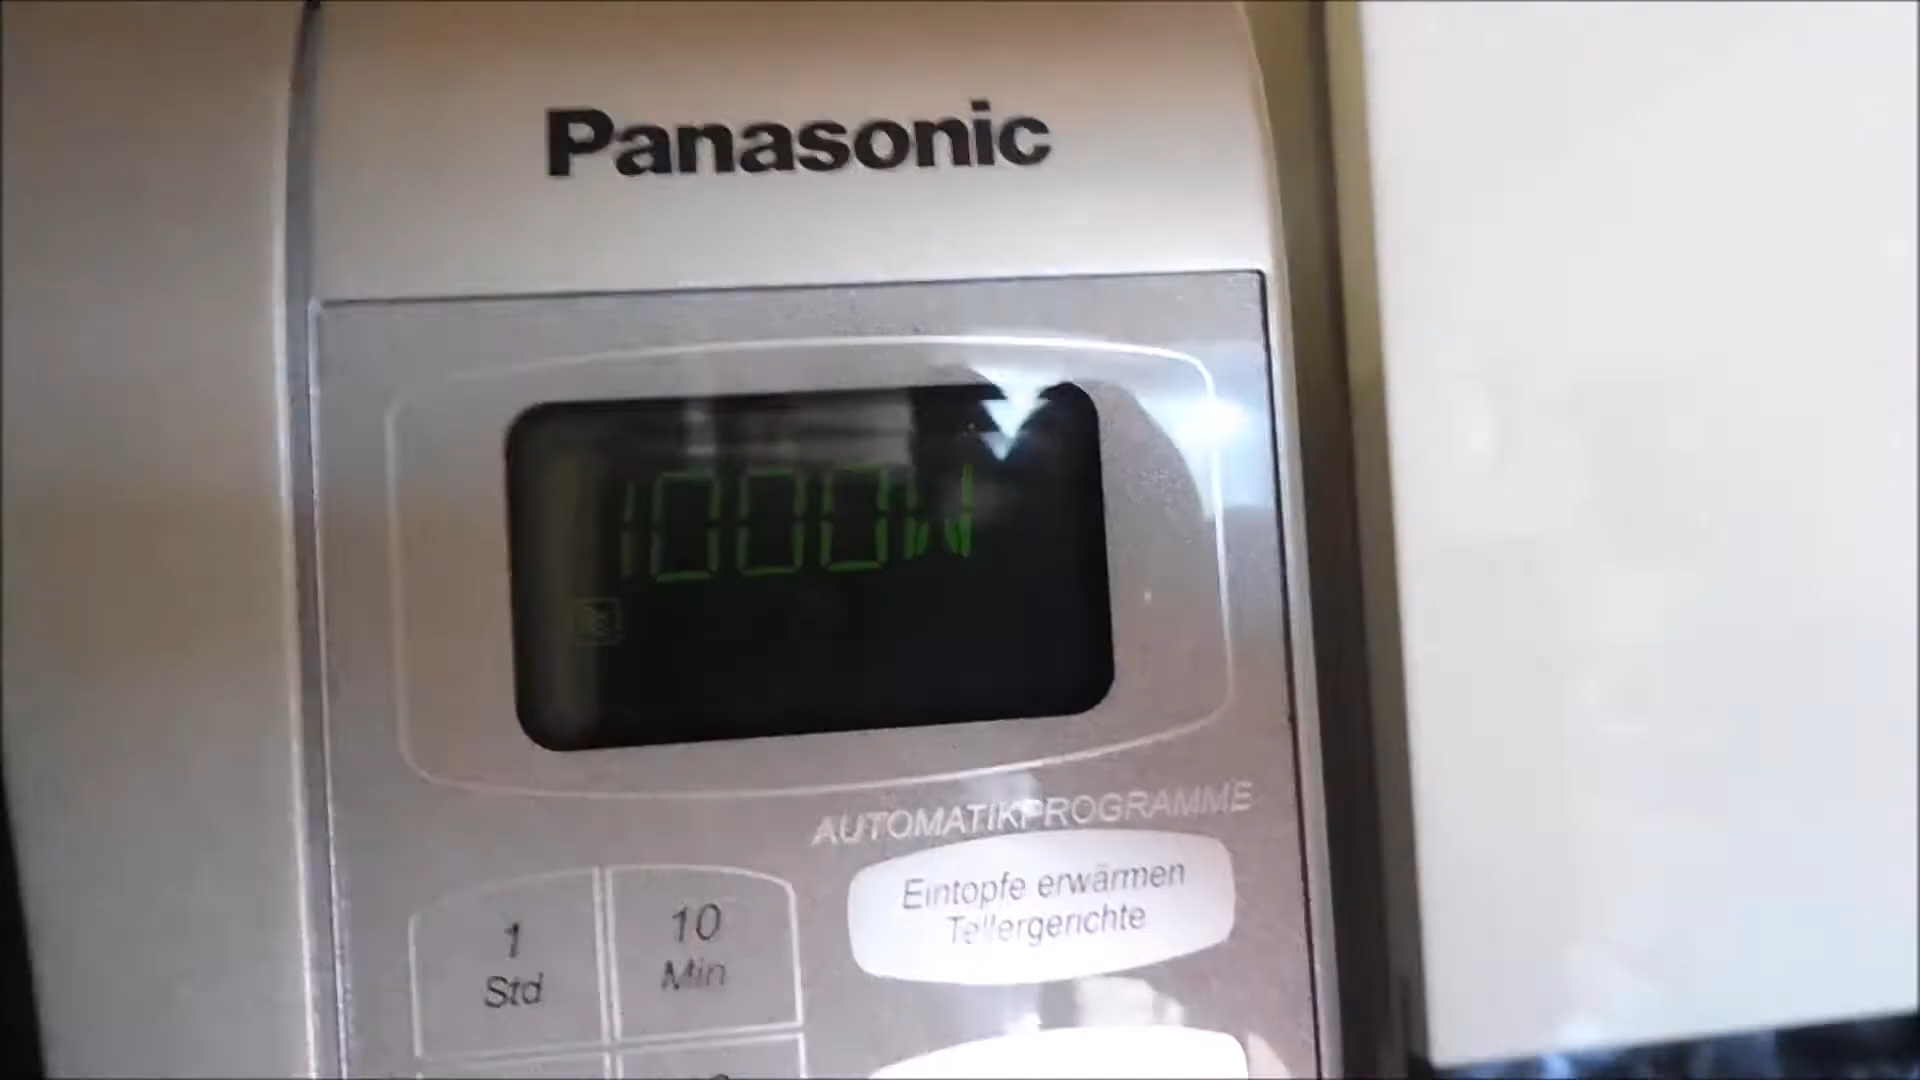 Panasonic
1000W
AUTOMATIKPROGRAMME
Eintopfe erwärmen
Tellergerichte
1
Std
10
Min